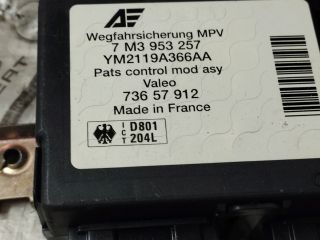 AE
Wegfahrsicherung MPV
7 M3 953 257
YM2119A366AA
Pats control mod asy
Valeo
736 57 912
Made in France
ICT D801
204L